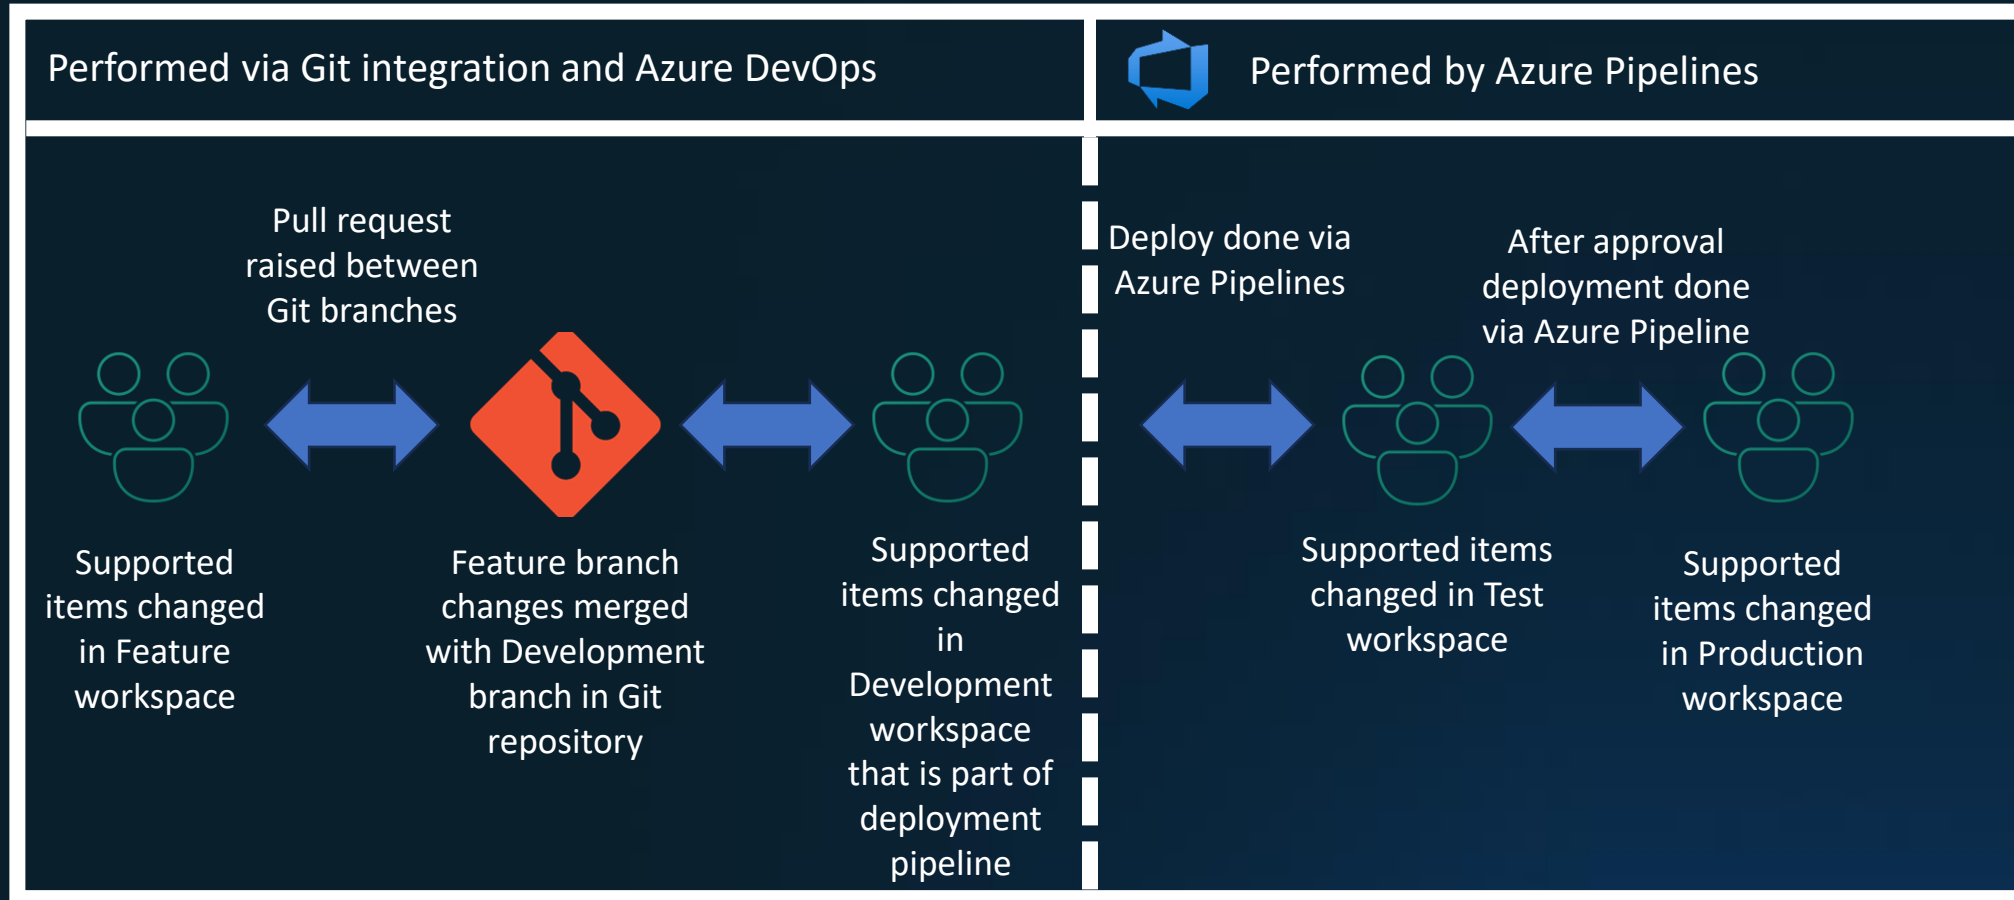 Performed via Git integration and Azure DevOps
Performed by Azure Pipelines
Pull request
raised between
Git branches
Supported
items changed
in Feature
workspace
Feature branch
changes merged
with Development
branch in Git
repository
Supported
items changed
in
Development
workspace
that is part of
deployment
pipeline
Deploy done via
Azure Pipelines
Supported items
changed in Test
workspace
After approval
deployment done
via Azure Pipeline
Supported
items changed
in Production
workspace